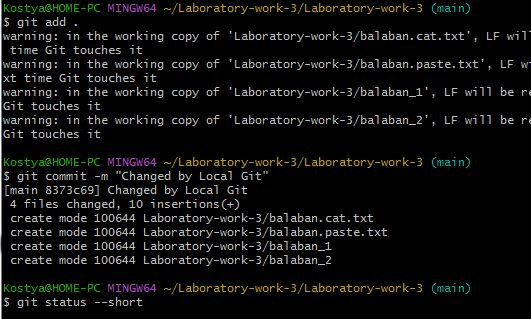 Kostya@HOME-PC MINGW64 ~/Laboratory-work-3/Laboratory-work-3 (main)
$ git add .
warning: in the working copy of 'Laboratory-work-3/balaban.cat.txt', LF will
 time Git touches it
warning: in the working copy of 'Laboratory-work-3/balaban.paste.txt', LF wi
xt time Git touches it
warning: in the working copy of 'Laboratory-work-3/balaban_1', LF will be re
Git touches it
warning: in the working copy of 'Laboratory-work-3/balaban_2', LF will be re
Git touches it
Kostya@HOME-PC MINGW64 ~/Laboratory-work-3/Laboratory-work-3 (main)
$ git commit -m "Changed by Local Git"
[main 8373c69] Changed by Local Git
 4 files changed, 10 insertions(+)
 create mode 100644 Laboratory-work-3/balaban.cat.txt
 create mode 100644 Laboratory-work-3/balaban.paste.txt
 create mode 100644 Laboratory-work-3/balaban_1
 create mode 100644 Laboratory-work-3/balaban_2
Kostya@HOME-PC MINGW64 ~/Laboratory-work-3/Laboratory-work-3 (main)
$ git status --short